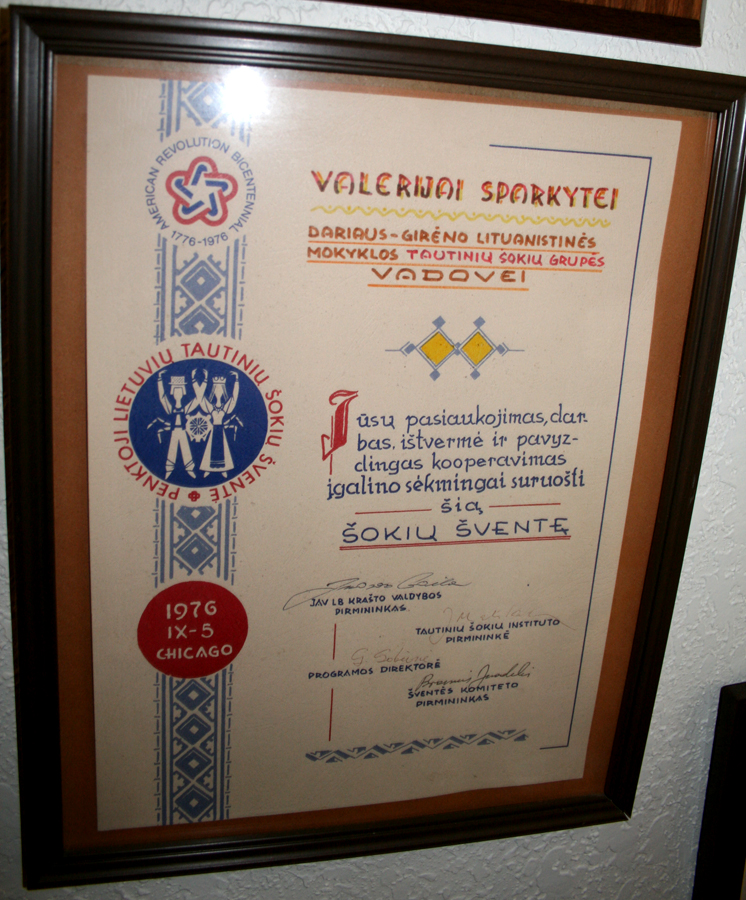 AMERICAN REVOLUTION BICENTENNIAL
1776-1976
PENKTOJI LIETUVIŲ TAUTINIŲ ŠOKIŲ ŠVENTĖ
1976
IX-5
CHICAGO
VALERIJAI SPARKYTEI
DARIAUS-GIRĖNO LITUANISTINĖS
MOKYKLOS TAUTINIŲ ŠOKIŲ GRUPĖS
VADOVEI
Jūsų pasiaukojimas, dar-
bas, ištvermė ir pavyz-
dingas kooperavimas
įgalino sėkmingai suruošti
šią
ŠOKIŲ ŠVENTĘ
JAV LB KRAŠTO VALDYBOS
PIRMININKAS
TAUTINIŲ ŠOKIŲ INSTITUTO
PIRMININKĖ
PROGRAMOS DIREKTORĖ
ŠVENTĖS KOMITETO
PIRMININKAS